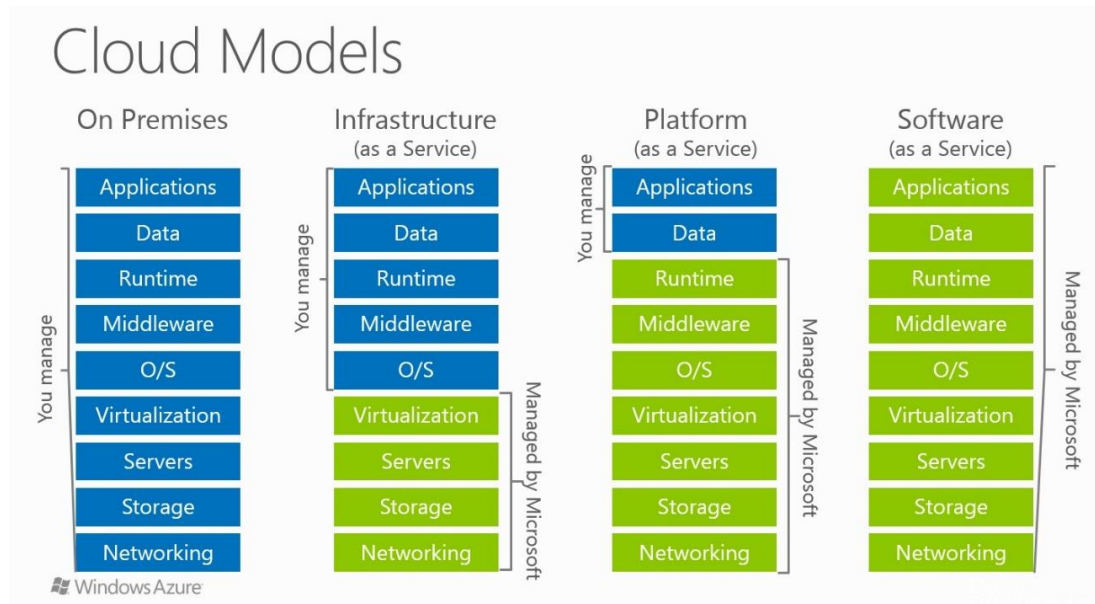 Cloud Models
On Premises
You manage
Applications
Data
Runtime
Middleware
O/S
Virtualization
Servers
Storage
Networking
Infrastructure
(as a Service)
You manage
Applications
Data
Runtime
Middleware
O/S
Virtualization
Servers
Storage
Networking
Managed by Microsoft
Platform
(as a Service)
You manage
Applications
Data
Runtime
Middleware
O/S
Virtualization
Servers
Storage
Networking
Managed by Microsoft
Software
(as a Service)
Applications
Data
Runtime
Middleware
O/S
Virtualization
Servers
Storage
Networking
Managed by Microsoft
Windows Azure